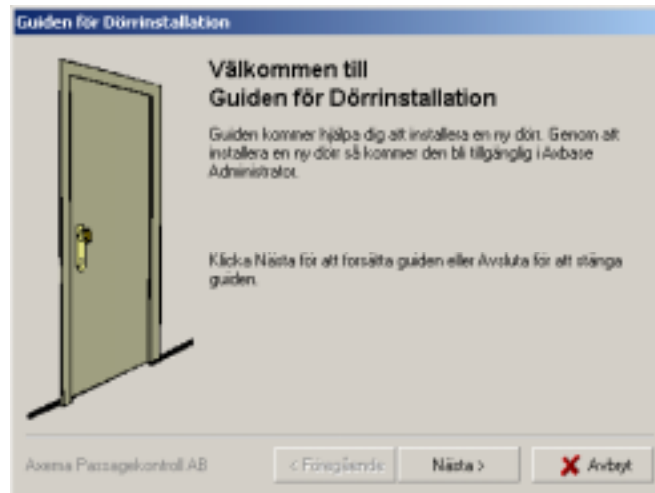 Guiden för Dörrinstallation
Välkommen till
Guiden för Dörrinstallation
Guiden kommer hjälpa dig att installera en ny dörr. Genom att
installera en ny dörr så kommer den bli tillgänglig i Axbase
Administrator.
Klicka Nästa för att forsätta guiden eller Avsluta för att stänga
guiden.
Axema Passagekontroll AB
< Föregående
Nästa >
Avbryt